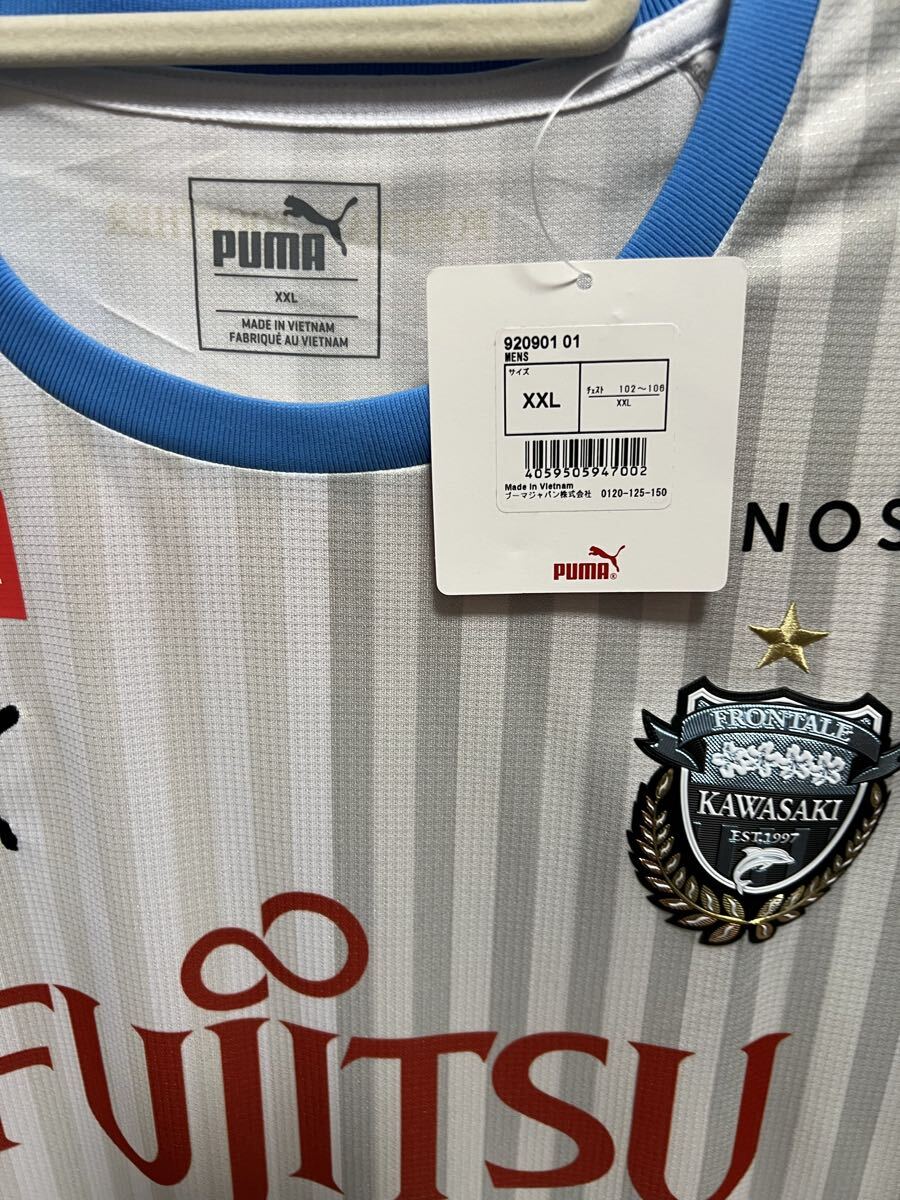 PUMA
XXL
MADE IN VIETNAM
FABRIQUÉ AU VIETNAM
920901 01
MENS
サイズ
XXL
チェスト 102～106
XXL
4059505947002
Made in Vietnam
プーマジャパン株式会社 0120-125-150
PUMA®
NOS
FRONTALE
KAWASAKI
EST.1997
FUJITSU